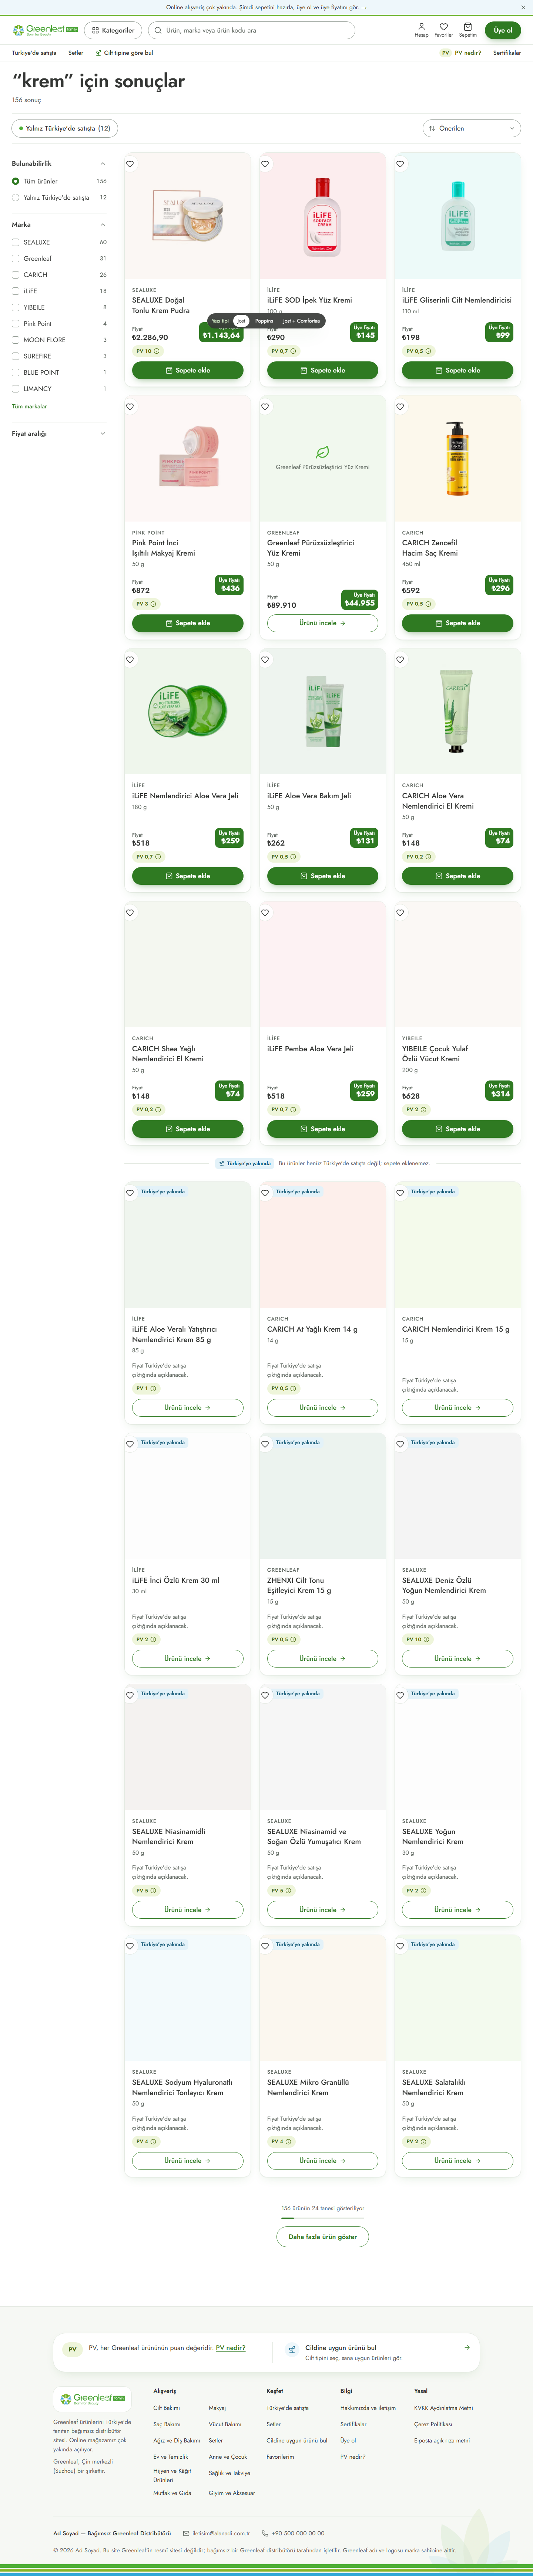 Online alışveriş çok yakında. Şimdi sepetini hazırla, üye ol ve üye fiyatını gör. →
Greenleaf
Kategoriler
Ürün, marka veya ürün kodu ara
Hesap
Favoriler
Sepetim
Üye ol
Türkiye'de satışta
Setler
Cilt tipine göre bul
PV PV nedir?
Sertifikalar
“krem” için sonuçlar
156 sonuç
Yalnız Türkiye'de satışta (12)
Önerilen
Bulunabilirlik
Tüm ürünler 156
Yalnız Türkiye'de satışta 12
Marka
SEALUXE 60
Greenleaf 31
CARICH 26
iLiFE 18
YIBEILE 8
Pink Point 4
MOON FLORE 3
SUREFIRE 3
BLUE POINT 1
LIMANCY 1
Tüm markalar
Fiyat aralığı
SEALUXE
SEALUXE Doğal
Tonlu Krem Pudra
Fiyat
₺2.286,90
₺1.143,64
PV 10
Sepete ekle
İLİFE
iLiFE SOD İpek Yüz Kremi
100 g
₺290
Üye fiyatı
₺145
PV 0,7
Sepete ekle
İLİFE
iLiFE Gliserinli Cilt Nemlendiricisi
110 ml
Fiyat
₺198
Üye fiyatı
₺99
PV 0,5
Sepete ekle
Yazı tipi Jost Poppins Jost + Comfortaa
PİNK POİNT
Pink Point İnci
Işıltılı Makyaj Kremi
50 g
Fiyat
₺872
Üye fiyatı
₺436
PV 3
Sepete ekle
Greenleaf Pürüzsüzleştirici Yüz Kremi
GREENLEAF
Greenleaf Pürüzsüzleştirici
Yüz Kremi
50 g
Fiyat
₺89.910
Üye fiyatı
₺44.955
Ürünü incele →
CARICH
CARICH Zencefil
Hacim Saç Kremi
450 ml
Fiyat
₺592
Üye fiyatı
₺296
PV 0,5
Sepete ekle
İLİFE
iLiFE Nemlendirici Aloe Vera Jeli
180 g
Fiyat
₺518
Üye fiyatı
₺259
PV 0,7
Sepete ekle
İLİFE
iLiFE Aloe Vera Bakım Jeli
50 g
Fiyat
₺262
Üye fiyatı
₺131
PV 0,5
Sepete ekle
CARICH
CARICH Aloe Vera
Nemlendirici El Kremi
50 g
Fiyat
₺148
Üye fiyatı
₺74
PV 0,2
Sepete ekle
CARICH
CARICH Shea Yağlı
Nemlendirici El Kremi
50 g
Fiyat
₺148
Üye fiyatı
₺74
PV 0,2
Sepete ekle
İLİFE
iLiFE Pembe Aloe Vera Jeli
Fiyat
₺518
Üye fiyatı
₺259
PV 0,7
Sepete ekle
YIBEILE
YIBEILE Çocuk Yulaf
Özlü Vücut Kremi
200 g
Fiyat
₺628
Üye fiyatı
₺314
PV 2
Sepete ekle
Türkiye'ye yakında Bu ürünler henüz Türkiye'de satışta değil; sepete eklenemez.
Türkiye'ye yakında
İLİFE
iLiFE Aloe Veralı Yatıştırıcı
Nemlendirici Krem 85 g
85 g
Fiyat Türkiye'de satışa
çıktığında açıklanacak.
PV 1
Ürünü incele →
Türkiye'ye yakında
CARICH
CARICH At Yağlı Krem 14 g
14 g
Fiyat Türkiye'de satışa
çıktığında açıklanacak.
PV 0,5
Ürünü incele →
Türkiye'ye yakında
CARICH
CARICH Nemlendirici Krem 15 g
15 g
Fiyat Türkiye'de satışa
çıktığında açıklanacak.
Ürünü incele →
Türkiye'ye yakında
İLİFE
iLiFE İnci Özlü Krem 30 ml
30 ml
Fiyat Türkiye'de satışa
çıktığında açıklanacak.
PV 2
Ürünü incele →
Türkiye'ye yakında
GREENLEAF
ZHENXI Cilt Tonu
Eşitleyici Krem 15 g
15 g
Fiyat Türkiye'de satışa
çıktığında açıklanacak.
PV 0,5
Ürünü incele →
Türkiye'ye yakında
SEALUXE
SEALUXE Deniz Özlü
Yoğun Nemlendirici Krem
50 g
Fiyat Türkiye'de satışa
çıktığında açıklanacak.
PV 10
Ürünü incele →
Türkiye'ye yakında
SEALUXE
SEALUXE Niasinamidli
Nemlendirici Krem
50 g
Fiyat Türkiye'de satışa
çıktığında açıklanacak.
PV 5
Ürünü incele →
Türkiye'ye yakında
SEALUXE
SEALUXE Niasinamid ve
Soğan Özlü Yumuşatıcı Krem
50 g
Fiyat Türkiye'de satışa
çıktığında açıklanacak.
PV 5
Ürünü incele →
Türkiye'ye yakında
SEALUXE
SEALUXE Yoğun
Nemlendirici Krem
30 g
Fiyat Türkiye'de satışa
çıktığında açıklanacak.
PV 2
Ürünü incele →
Türkiye'ye yakında
SEALUXE
SEALUXE Sodyum Hyaluronatlı
Nemlendirici Tonlayıcı Krem
50 g
Fiyat Türkiye'de satışa
çıktığında açıklanacak.
PV 4
Ürünü incele →
Türkiye'ye yakında
SEALUXE
SEALUXE Mikro Granüllü
Nemlendirici Krem
Fiyat Türkiye'de satışa
çıktığında açıklanacak.
PV 4
Ürünü incele →
Türkiye'ye yakında
SEALUXE
SEALUXE Salatalıklı
Nemlendirici Krem
50 g
Fiyat Türkiye'de satışa
çıktığında açıklanacak.
PV 2
Ürünü incele →
156 ürünün 24 tanesi gösteriliyor
Daha fazla ürün göster
PV PV, her Greenleaf ürününün puan değeridir. PV nedir?
Cildine uygun ürünü bul
Cilt tipini seç, sana uygun ürünleri gör.
Greenleaf
Greenleaf ürünlerini Türkiye'de
tanıtan bağımsız distribütör
sitesi. Online mağazamız çok
yakında açılıyor.
Greenleaf, Çin merkezli
(Suzhou) bir şirkettir.
Alışveriş
Cilt Bakımı
Makyaj
Saç Bakımı
Vücut Bakımı
Ağız ve Diş Bakımı
Setler
Ev ve Temizlik
Anne ve Çocuk
Hijyen ve Kâğıt
Ürünleri
Sağlık ve Takviye
Mutfak ve Gıda
Giyim ve Aksesuar
Keşfet
Türkiye'de satışta
Setler
Cildine uygun ürünü bul
Favorilerim
Bilgi
Hakkımızda ve iletişim
Sertifikalar
Üye ol
PV nedir?
Yasal
KVKK Aydınlatma Metni
Çerez Politikası
E-posta açık rıza metni
Ad Soyad — Bağımsız Greenleaf Distribütörü
iletisim@alanadi.com.tr
+90 500 000 00 00
© 2026 Ad Soyad. Bu site Greenleaf'in resmî sitesi değildir; bağımsız bir Greenleaf distribütörü tarafından işletilir. Greenleaf adı ve logosu marka sahibine aittir.